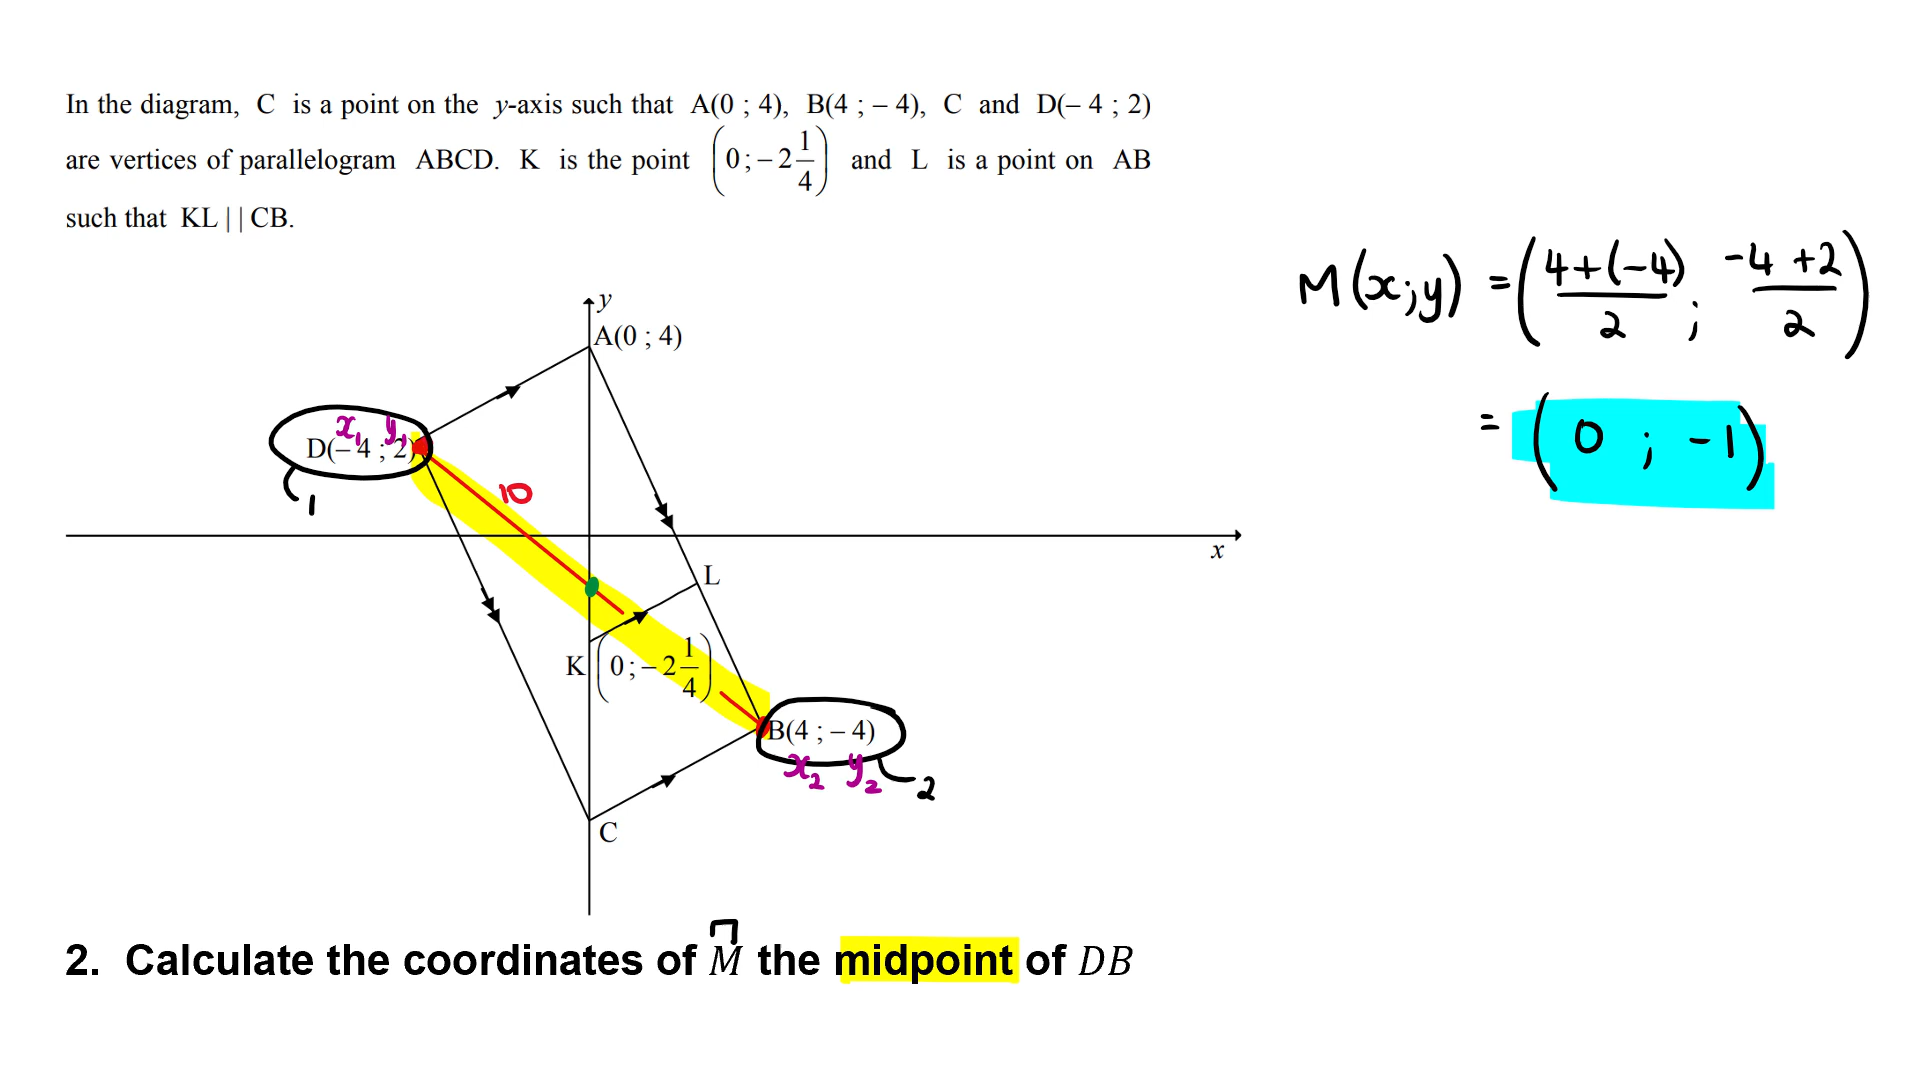 In the diagram, C is a point on the y-axis such that A(0 ; 4), B(4 ; – 4), C and D(– 4 ; 2)
are vertices of parallelogram ABCD. K is the point (0 ; – 2 1/4) and L is a point on AB
such that KL || CB.
M(x;y) = (4+(-4)/2 ; -4+2/2)
= (0 ; -1)
y
A(0 ; 4)
x₁ y₁
D(– 4 ; 2)
1
10
x
L
K(0 ; – 2 1/4)
B(4 ; – 4)
x₂ y₂
2
C
2. Calculate the coordinates of M the midpoint of DB